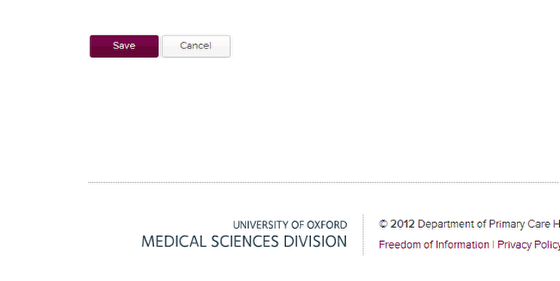 Save Cancel
UNIVERSITY OF OXFORD
MEDICAL SCIENCES DIVISION
© 2012 Department of Primary Care H
Freedom of Information | Privacy Policy